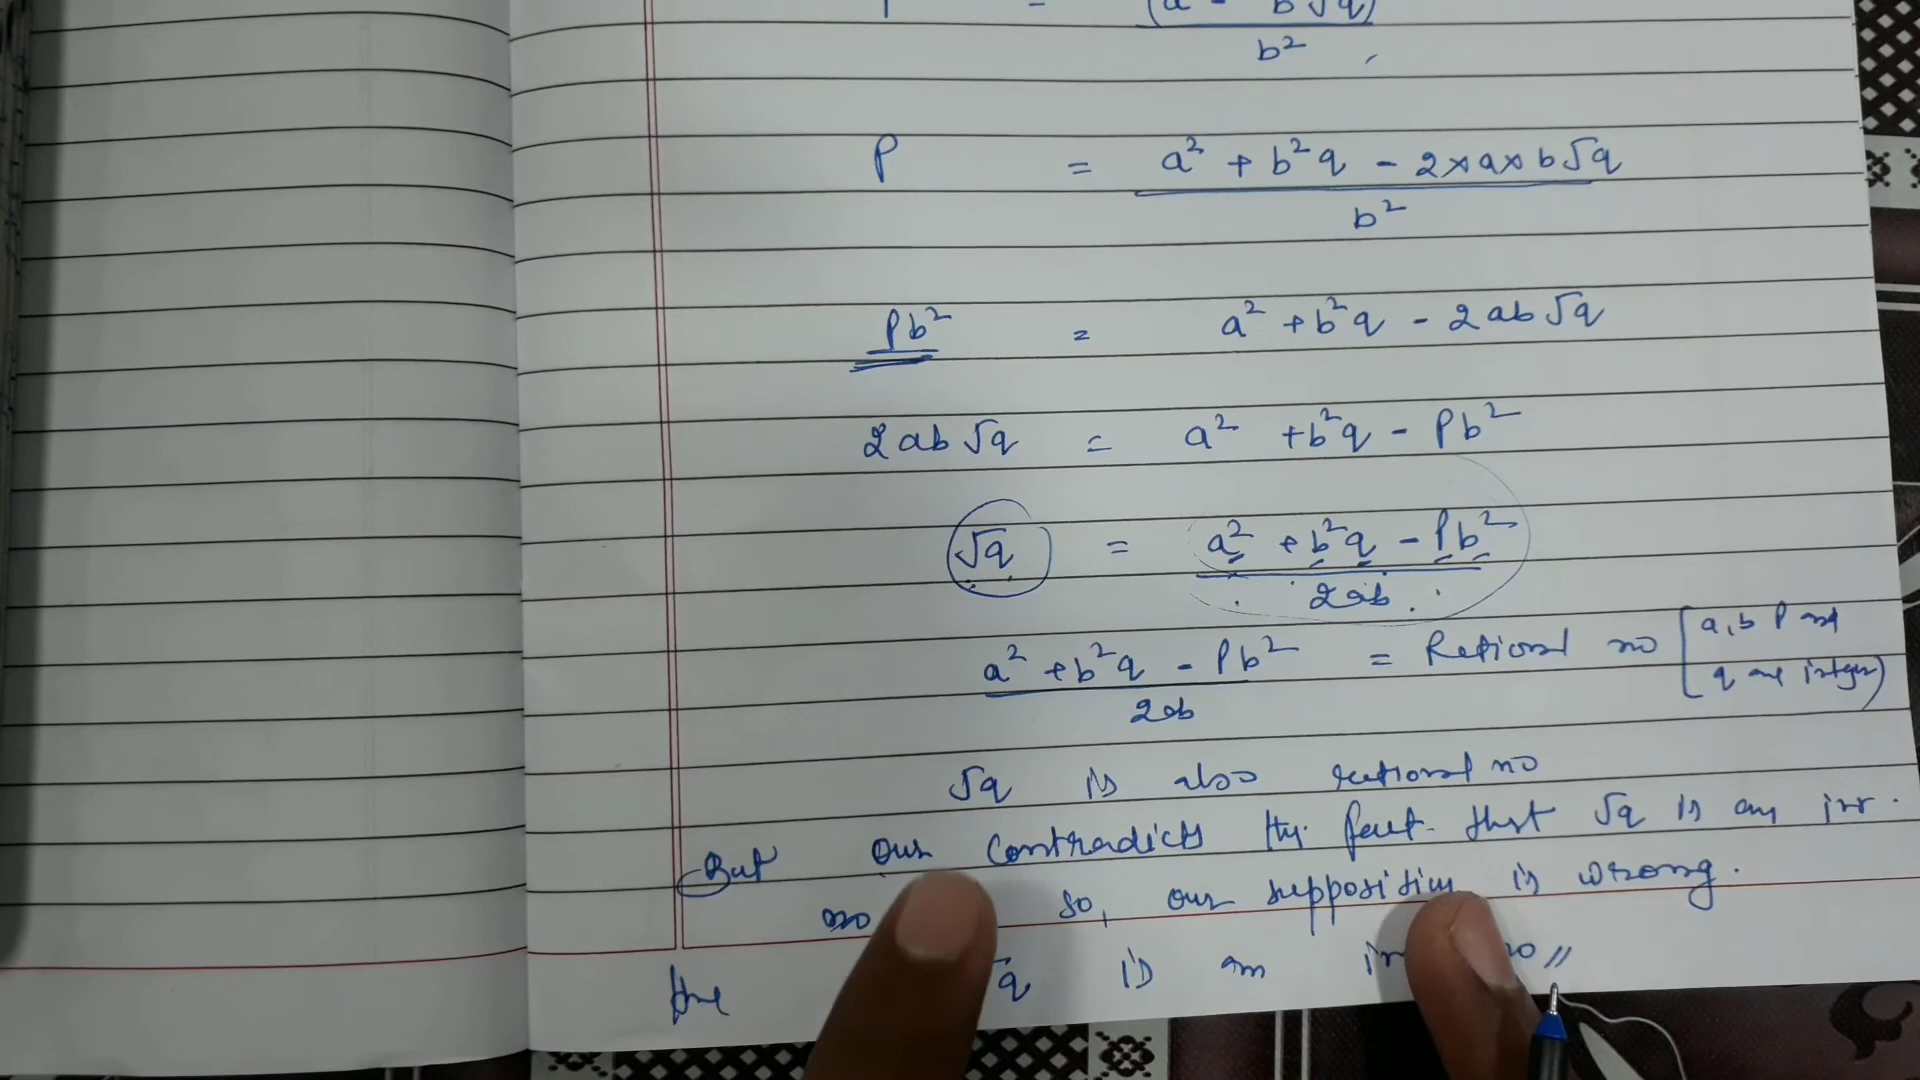 (a - b√q)
b²
P = a² + b²q - 2×a×b√q
b²
Pb² = a² + b²q - 2ab√q
2ab√q = a² + b²q - Pb²
√q = a² + b²q - Pb²
2ab
a² + b²q - Pb² = Rational no [a, b P and
2ab q are integer)
√q is also rational no
But our contradicts the fact that √q is an irr.
no so, our supposition is wrong.
q is an no //